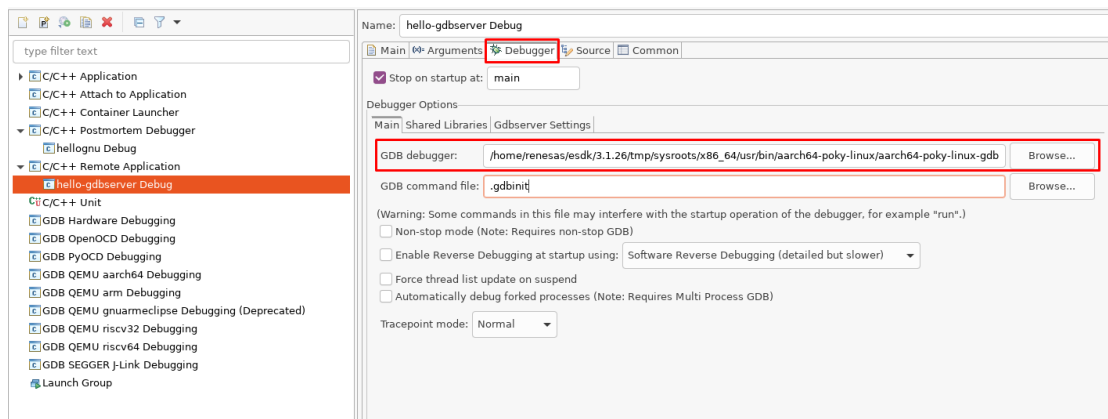 type filter text
C/C++ Application
C/C++ Attach to Application
C/C++ Container Launcher
C/C++ Postmortem Debugger
hellognu Debug
C/C++ Remote Application
hello-gdbserver Debug
C/C++ Unit
GDB Hardware Debugging
GDB OpenOCD Debugging
GDB PyOCD Debugging
GDB QEMU aarch64 Debugging
GDB QEMU arm Debugging
GDB QEMU gnuarmeclipse Debugging (Deprecated)
GDB QEMU riscv32 Debugging
GDB QEMU riscv64 Debugging
GDB SEGGER J-Link Debugging
Launch Group
Name: hello-gdbserver Debug
Main Arguments Debugger Source Common
Stop on startup at: main
Debugger Options
Main Shared Libraries Gdbserver Settings
GDB debugger: /home/renesas/esdk/3.1.26/tmp/sysroots/x86_64/usr/bin/aarch64-poky-linux/aarch64-poky-linux-gdb Browse...
GDB command file: .gdbinit Browse...
(Warning: Some commands in this file may interfere with the startup operation of the debugger, for example "run".)
Non-stop mode (Note: Requires non-stop GDB)
Enable Reverse Debugging at startup using: Software Reverse Debugging (detailed but slower)
Force thread list update on suspend
Automatically debug forked processes (Note: Requires Multi Process GDB)
Tracepoint mode: Normal